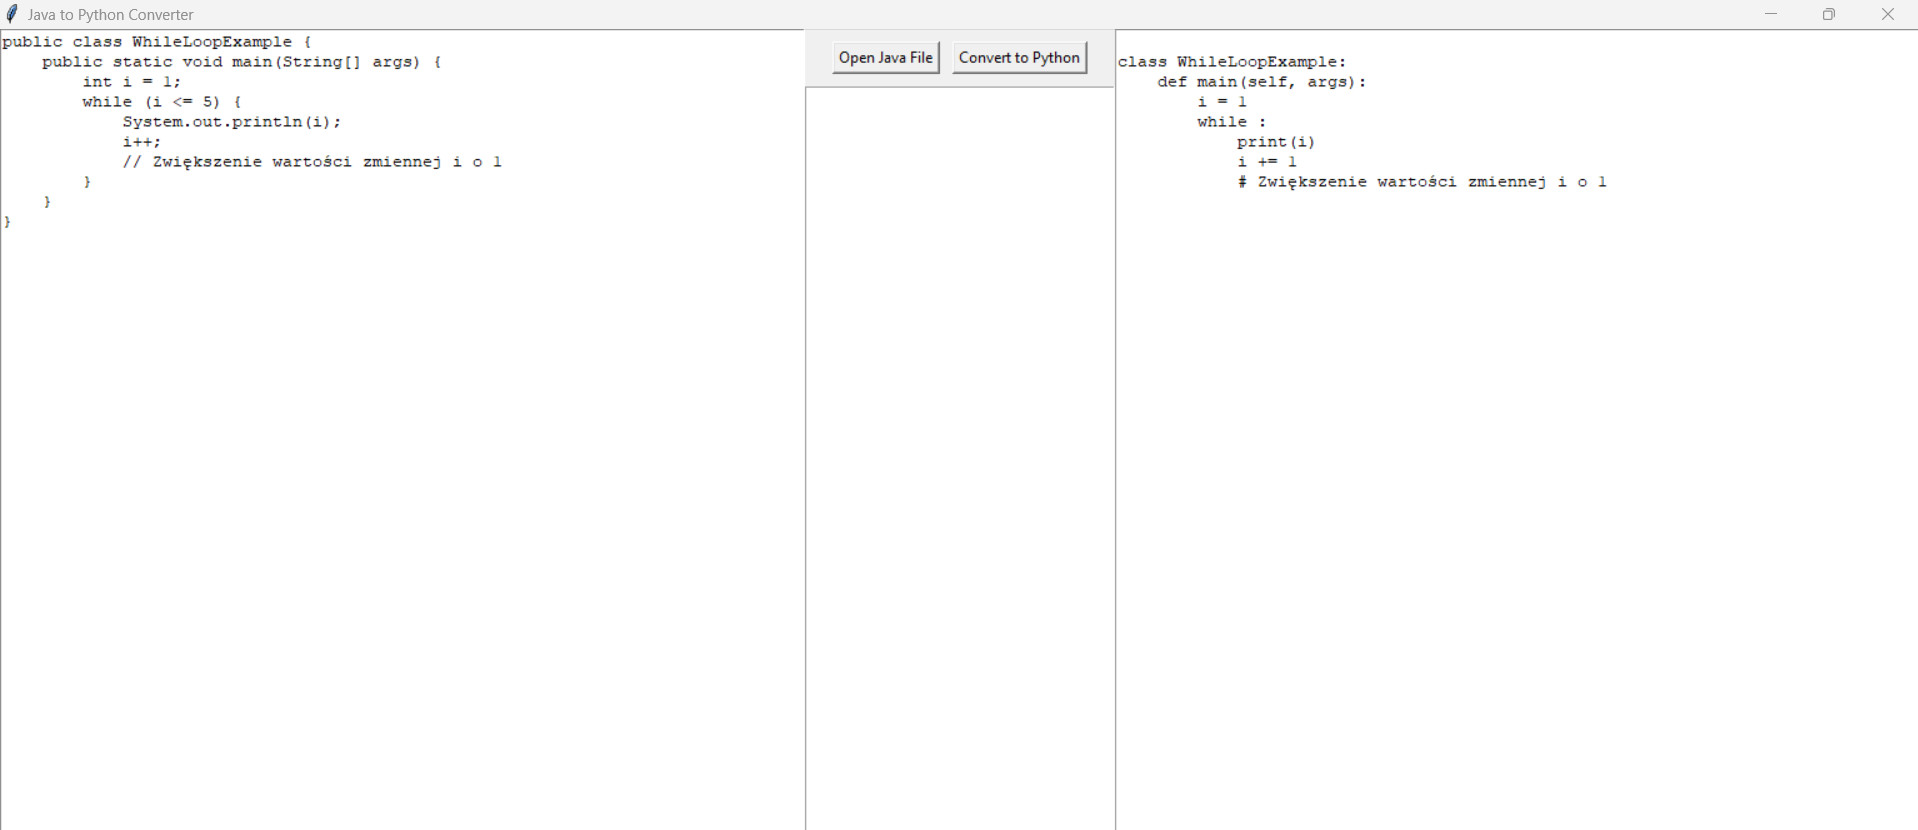 Java to Python Converter
public class WhileLoopExample {
    public static void main(String[] args) {
        int i = 1;
        while (i <= 5) {
            System.out.println(i);
            i++;
            // Zwiększenie wartości zmiennej i o 1
        }
    }
}
Open Java File
Convert to Python
class WhileLoopExample:
    def main(self, args):
        i = 1
        while :
            print(i)
            i += 1
            # Zwiększenie wartości zmiennej i o 1